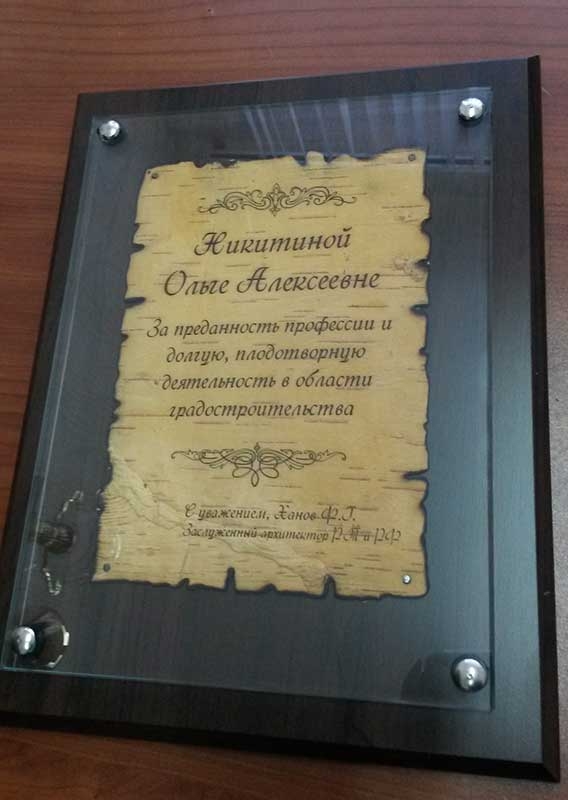 Никитиной
Ольге Алексеевне
За преданность профессии и
долгую, плодотворную
деятельность в области
градостроительства
С уважением, Ханов Ф.Г.
Заслуженный архитектор РТ и РФ